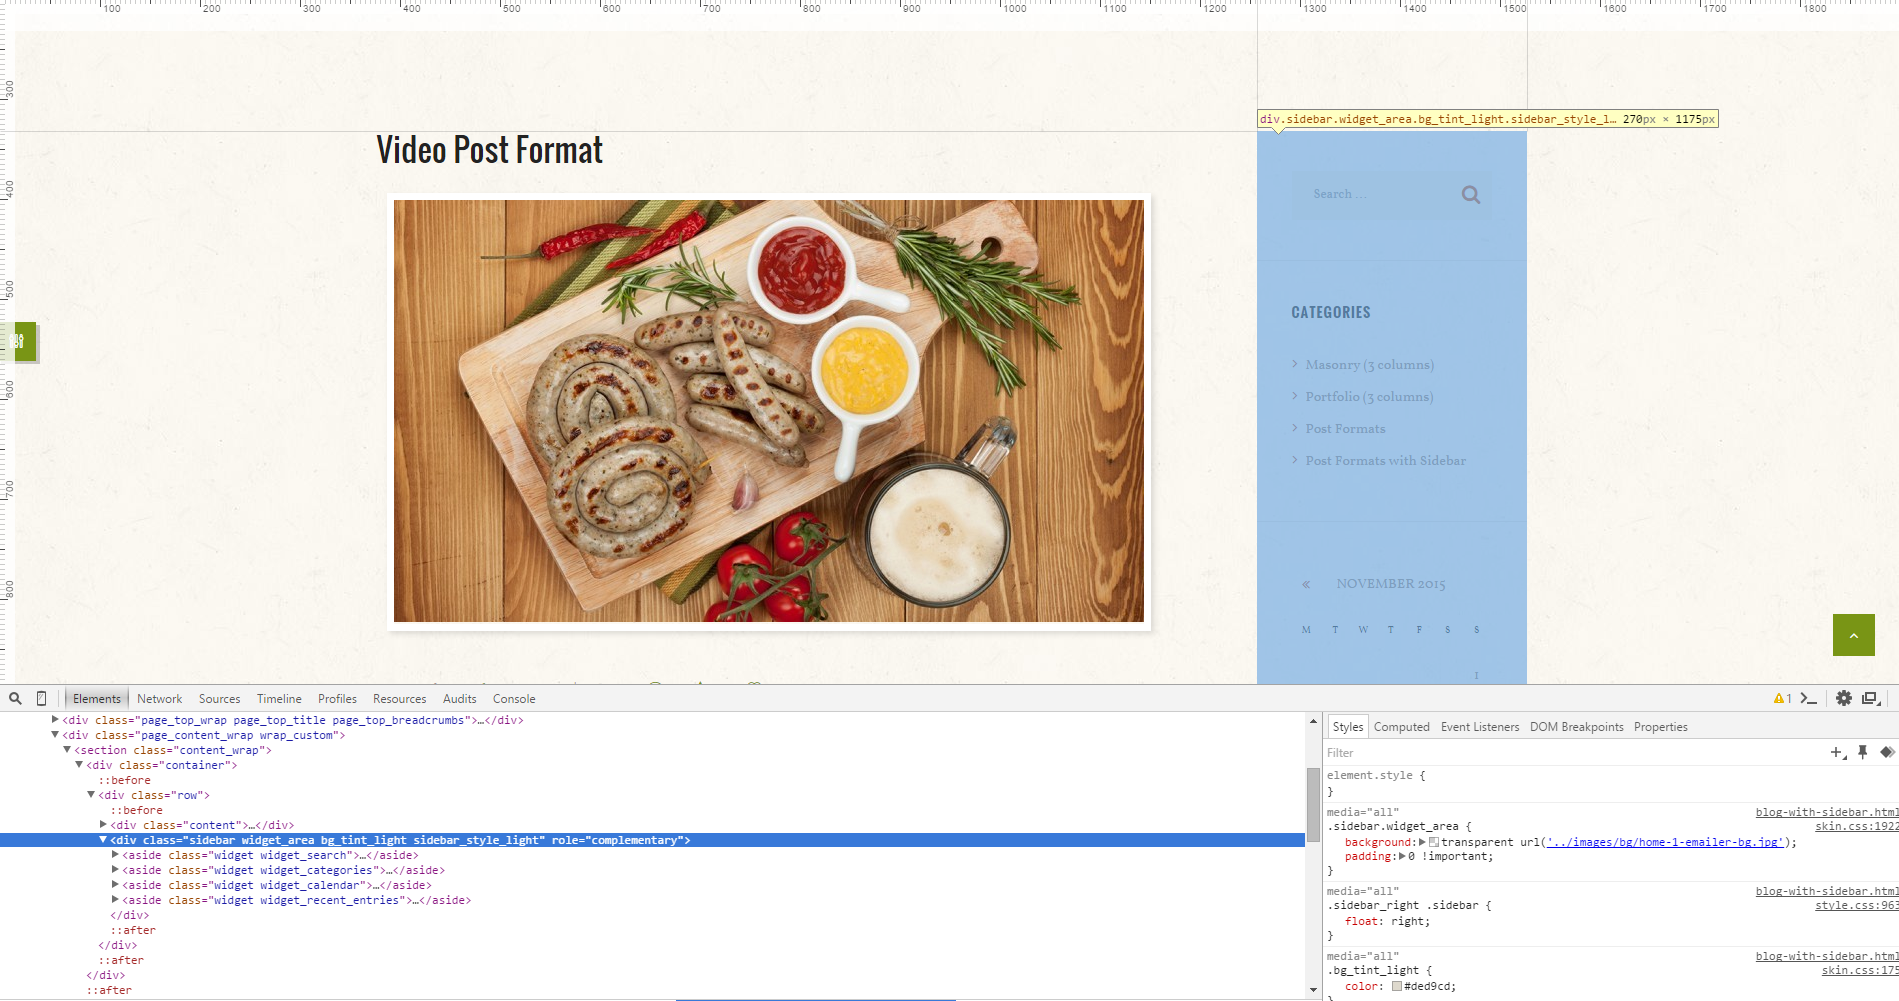 100 200 300 400 500 600 700 800 900 1000 1100 1200 1300 1400 1500 1600 1700 1800
300
400
500
600
700
800
div.sidebar.widget_area.bg_tint_light.sidebar_style_l… 270px × 1175px
Video Post Format
Search ...
CATEGORIES
Masonry (3 columns)
Portfolio (3 columns)
Post Formats
Post Formats with Sidebar
« NOVEMBER 2015
M T W T F S S
1
Elements Network Sources Timeline Profiles Resources Audits Console
1
<div class="page_top_wrap page_top_title page_top_breadcrumbs">…</div>
<div class="page_content_wrap wrap_custom">
<section class="content_wrap">
<div class="container">
::before
<div class="row">
::before
<div class="content">…</div>
<div class="sidebar widget_area bg_tint_light sidebar_style_light" role="complementary">
<aside class="widget widget_search">…</aside>
<aside class="widget widget_categories">…</aside>
<aside class="widget widget_calendar">…</aside>
<aside class="widget widget_recent_entries">…</aside>
</div>
::after
</div>
::after
</div>
::after
Styles Computed Event Listeners DOM Breakpoints Properties
Filter
element.style {
}
media="all" blog-with-sidebar.html
.sidebar.widget_area { skin.css:1922
background: transparent url('../images/bg/home-1-emailer-bg.jpg');
padding: 0 !important;
}
media="all" blog-with-sidebar.html
.sidebar_right .sidebar { style.css:963
float: right;
}
media="all" blog-with-sidebar.html
.bg_tint_light { skin.css:175
color: #ded9cd;
}